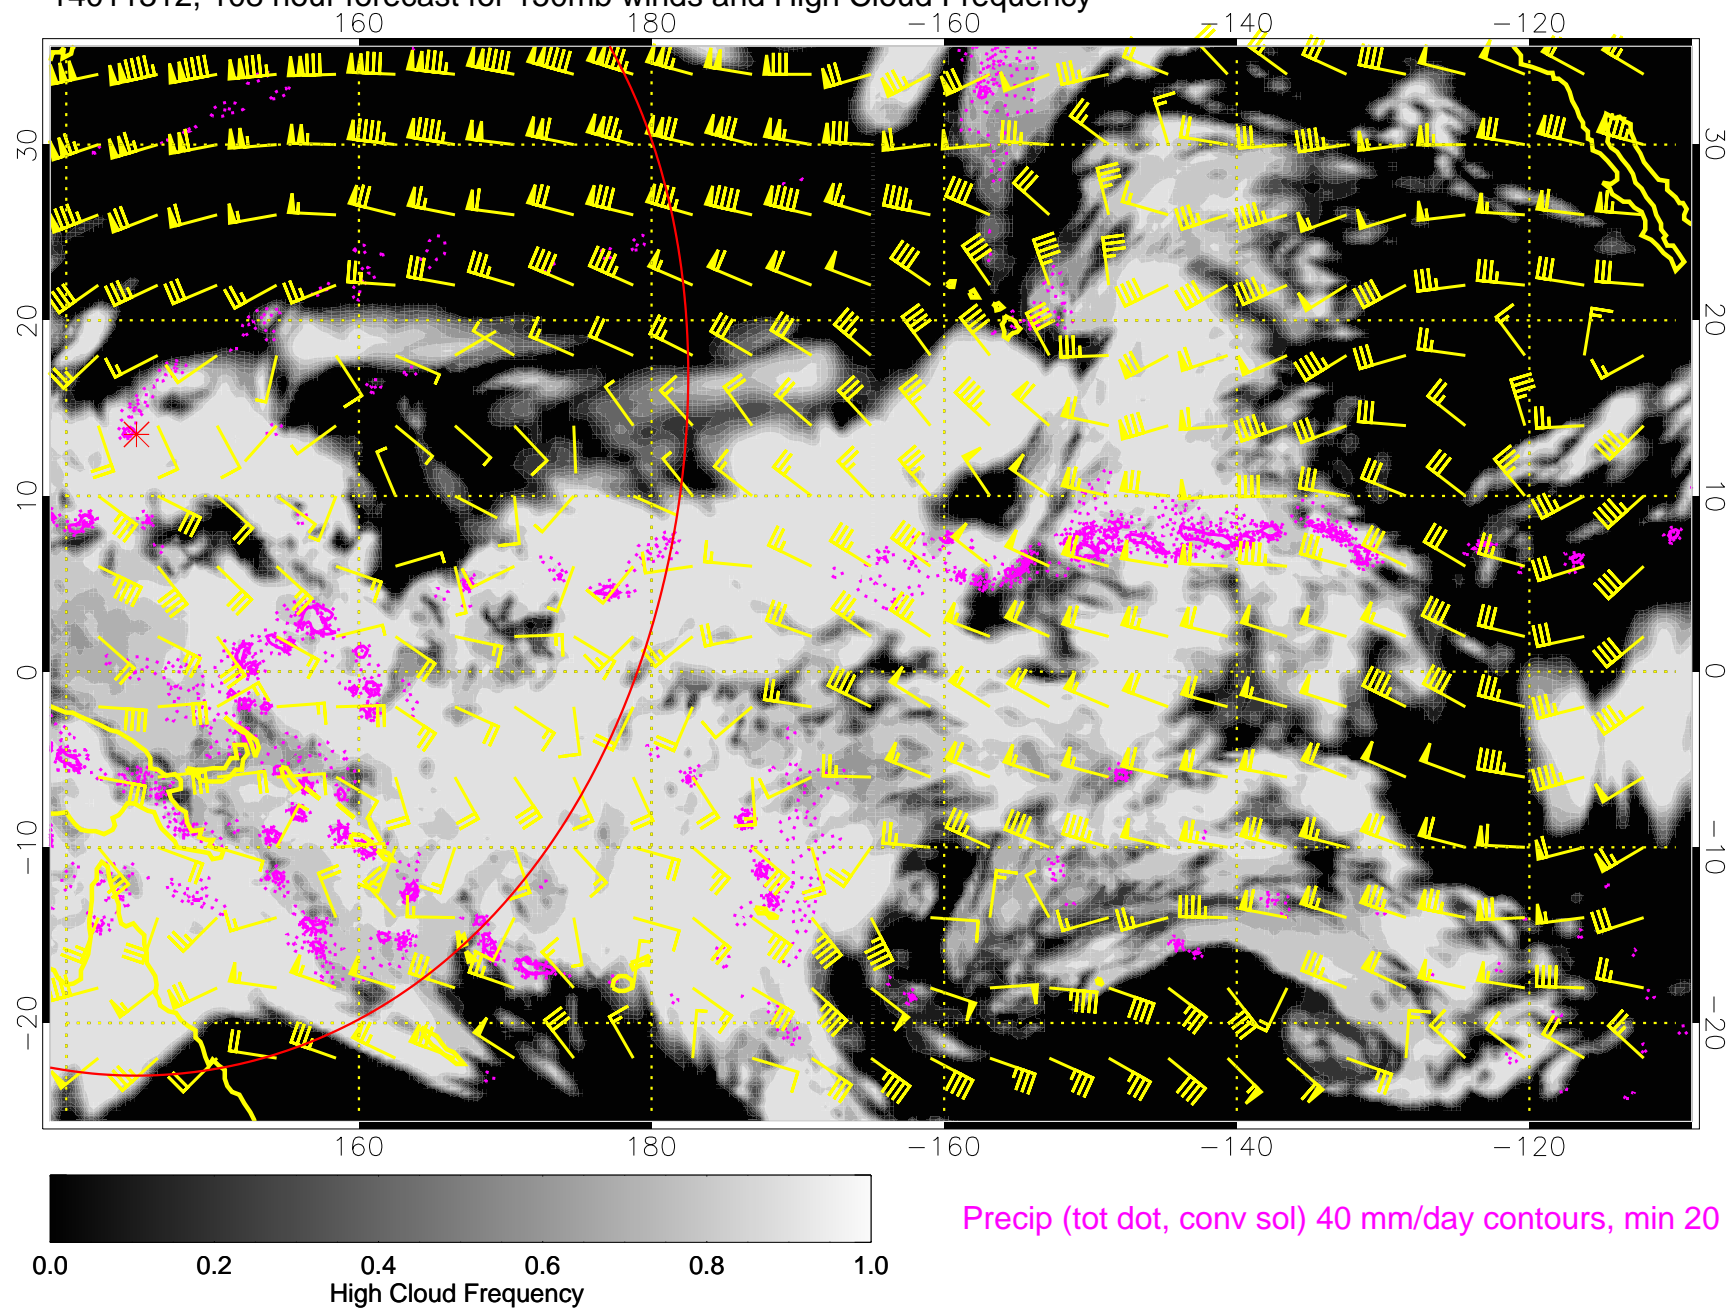 160 180 −160 −140 −120
30 30
20 20
10 10
0 0
−10 −10
−20 −20
160 180 −160 −140 −120
0.0 0.2 0.4 0.6 0.8 1.0
High Cloud Frequency
Precip (tot dot, conv sol) 40 mm/day contours, min 20